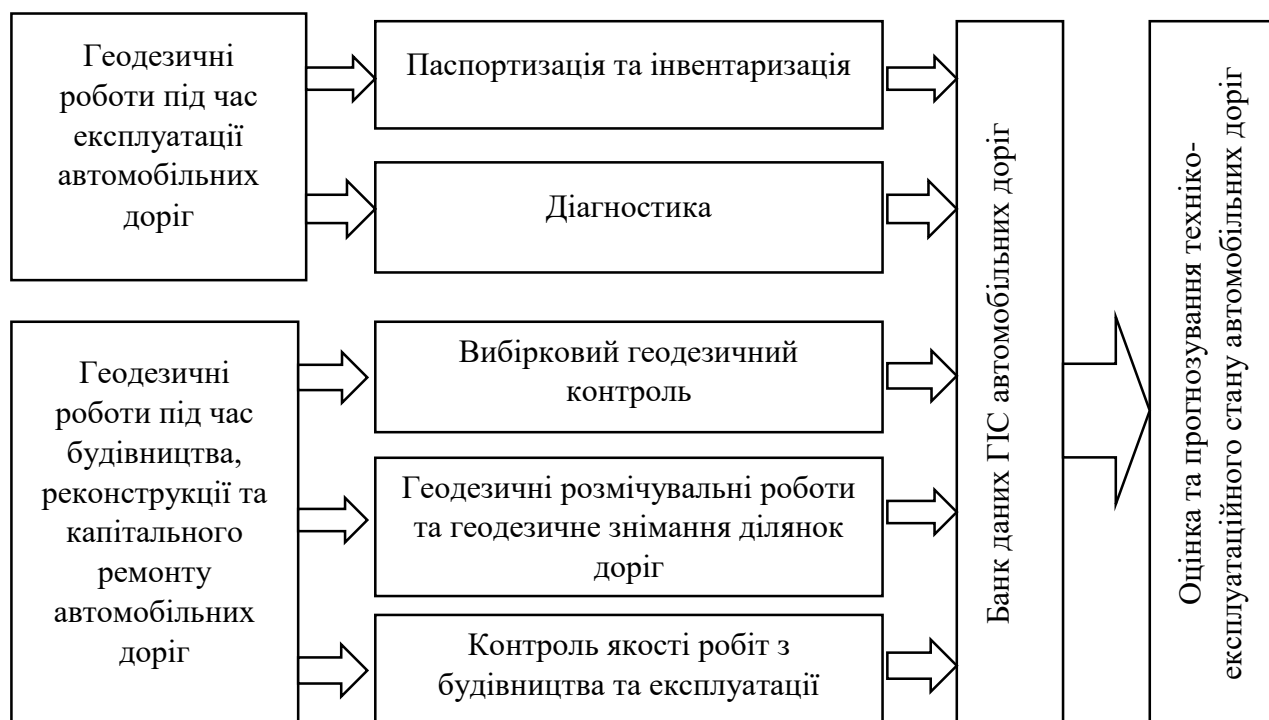 Геодезичні
роботи під час
експлуатації
автомобільних
доріг
Паспортизація та інвентаризація
Діагностика
Геодезичні
роботи під час
будівництва,
реконструкції та
капітального
ремонту
автомобільних
доріг
Вибірковий геодезичний
контроль
Геодезичні розмічувальні роботи
та геодезичне знімання ділянок
доріг
Контроль якості робіт з
будівництва та експлуатації
Банк даних ГІС автомобільних доріг
Оцінка та прогнозування техніко-
експлуатаційного стану автомобільних доріг